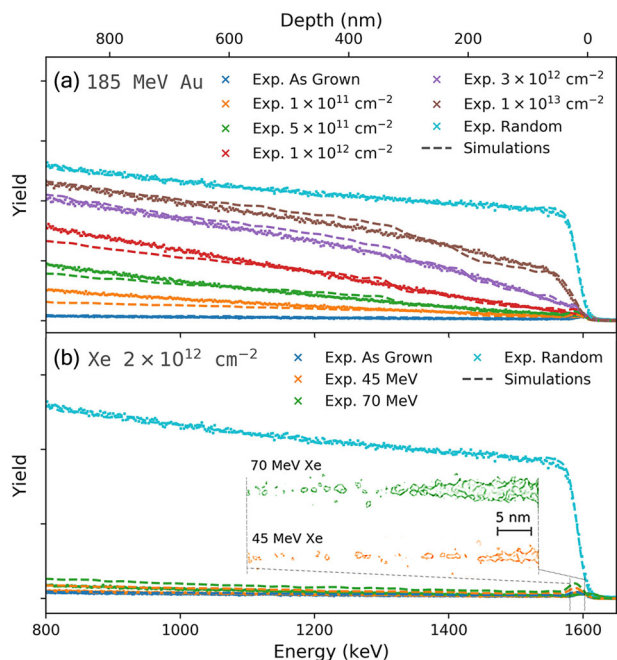 Depth (nm)
800 600 400 200 0
(a) 185 MeV Au
Exp. As Grown
Exp. 1 × 10¹¹ cm⁻²
Exp. 5 × 10¹¹ cm⁻²
Exp. 1 × 10¹² cm⁻²
Exp. 3 × 10¹² cm⁻²
Exp. 1 × 10¹³ cm⁻²
Exp. Random
Simulations
Yield
(b) Xe 2 × 10¹² cm⁻²
Exp. As Grown
Exp. 45 MeV
Exp. 70 MeV
Exp. Random
Simulations
70 MeV Xe
5 nm
45 MeV Xe
Yield
800 1000 1200 1400 1600
Energy (keV)